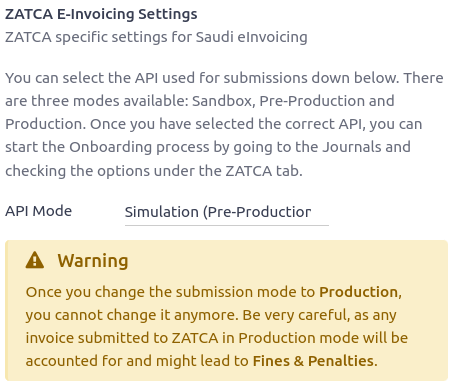 ZATCA E-Invoicing Settings
ZATCA specific settings for Saudi eInvoicing
You can select the API used for submissions down below. There
are three modes available: Sandbox, Pre-Production and
Production. Once you have selected the correct API, you can
start the Onboarding process by going to the Journals and
checking the options under the ZATCA tab.
API Mode Simulation (Pre-Production
Warning
Once you change the submission mode to Production,
you cannot change it anymore. Be very careful, as any
invoice submitted to ZATCA in Production mode will be
accounted for and might lead to Fines & Penalties.